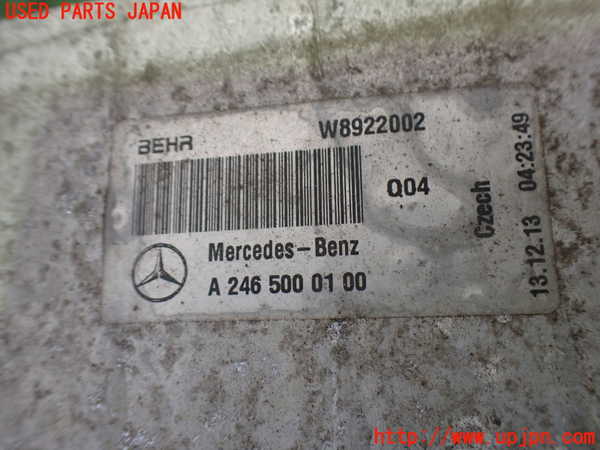 USED PARTS JAPAN
BEHR
W8922002
Q04
Czech
13.12.13 04:23:49
Mercedes-Benz
A 246 500 01 00
http://www.upjpn.com/